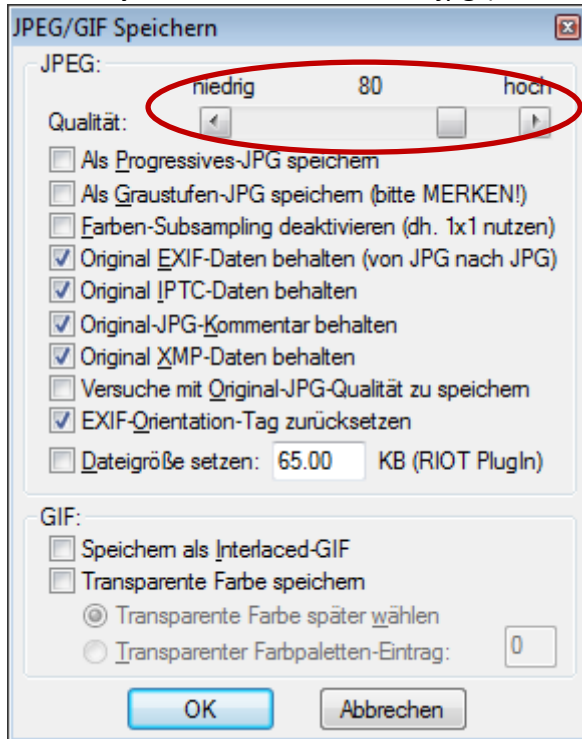 JPEG/GIF Speichern
JPEG:
niedrig 80 hoch
Qualität:
Als Progressives-JPG speichern
Als Graustufen-JPG speichern (bitte MERKEN!)
Farben-Subsampling deaktivieren (dh. 1x1 nutzen)
Original EXIF-Daten behalten (von JPG nach JPG)
Original IPTC-Daten behalten
Original-JPG-Kommentar behalten
Original XMP-Daten behalten
Versuche mit Original-JPG-Qualität zu speichern
EXIF-Orientation-Tag zurücksetzen
Dateigröße setzen: 65.00 KB (RIOT PlugIn)
GIF:
Speichern als Interlaced-GIF
Transparente Farbe speichern
Transparente Farbe später wählen
Transparenter Farbpaletten-Eintrag: 0
OK Abbrechen